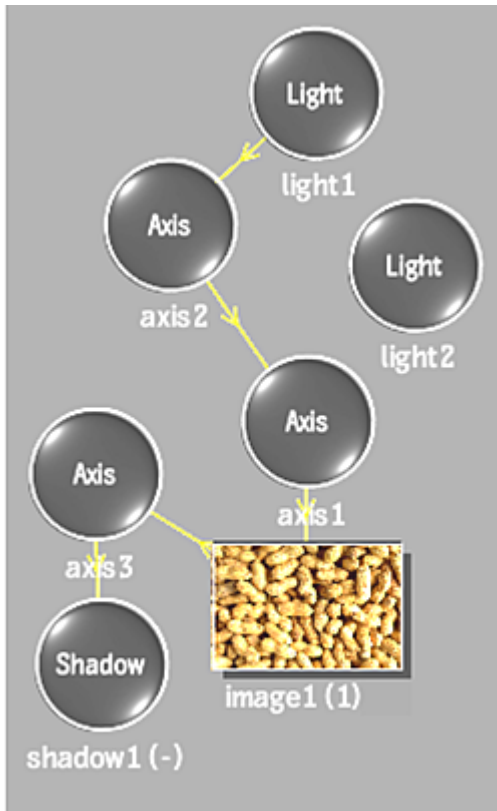 Light
light1
Axis
axis2
Light
light2
Axis
axis1
Axis
axis3
Shadow
shadow1 (-)
image1 (1)